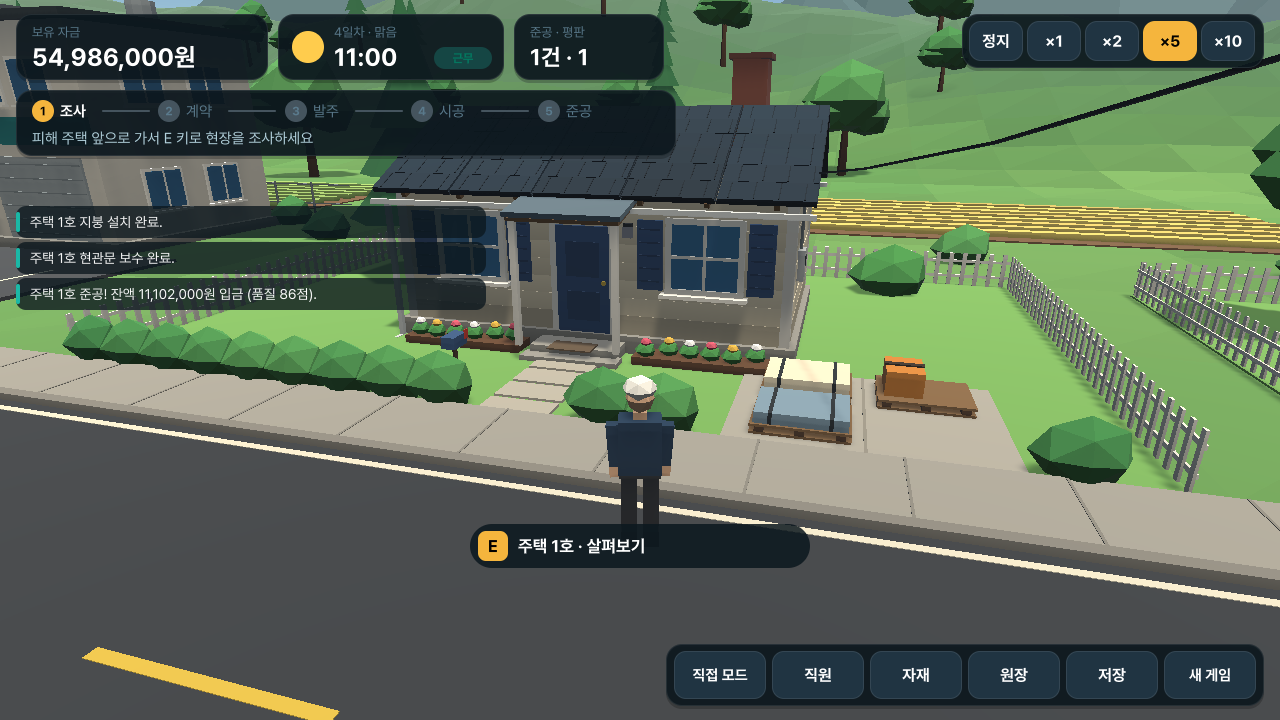 보유 자금
54,986,000원
4일차 · 맑음
11:00
근무
준공 · 평판
1건 · 1
정지
×1
×2
×5
×10
1 조사
2 계약
3 발주
4 시공
5 준공
피해 주택 앞으로 가서 E 키로 현장을 조사하세요
주택 1호 지붕 설치 완료.
주택 1호 현관문 보수 완료.
주택 1호 준공! 잔액 11,102,000원 입금 (품질 86점).
E 주택 1호 · 살펴보기
직접 모드
직원
자재
원장
저장
새 게임